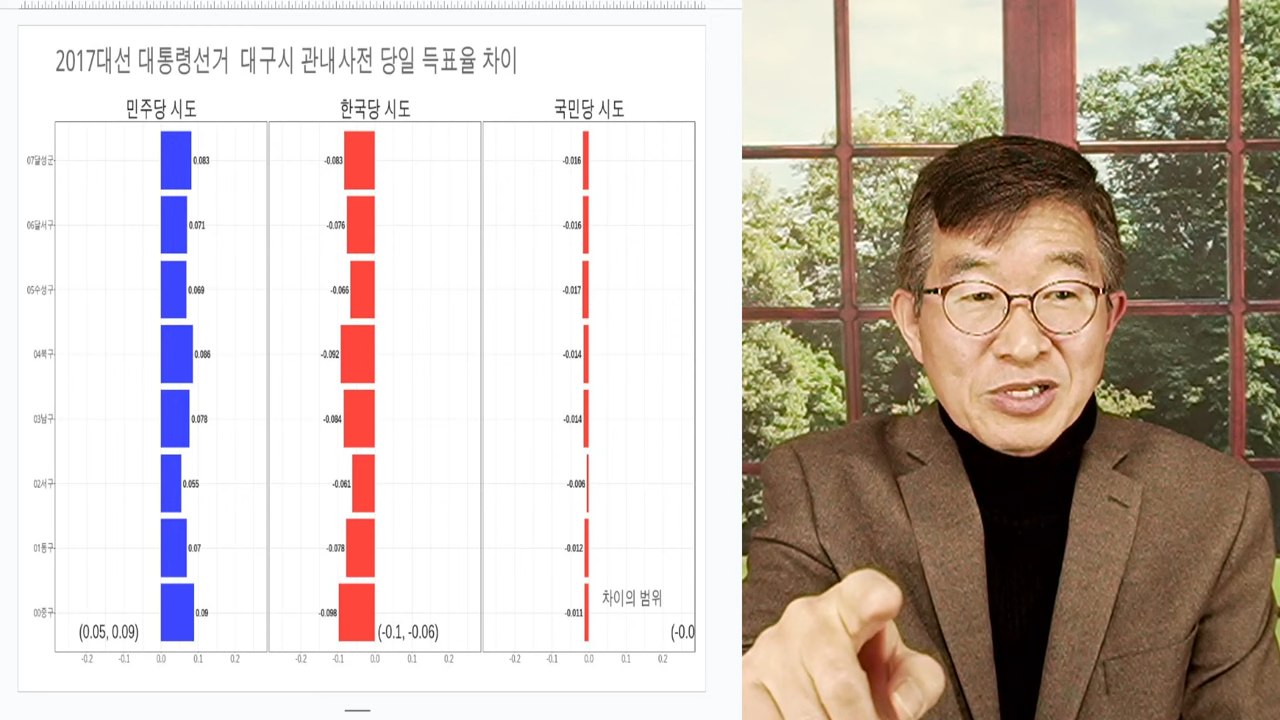 2017대선 대통령선거 대구시 관내사전 당일 득표율 차이
민주당 시도
한국당 시도
국민당 시도
07달성군 0.083 -0.083 -0.016
06달서구 0.071 -0.076 -0.016
05수성구 0.069 -0.066 -0.017
04북구 0.086 -0.092 -0.014
03남구 0.078 -0.084 -0.014
02서구 0.055 -0.061 -0.006
01동구 0.07 -0.078 -0.012
차이의 범위
00중구 0.09 -0.098 -0.011
(0.05, 0.09) (-0.1, -0.06) (-0.0
-0.2 -0.1 0.0 0.1 0.2 -0.2 -0.1 0.0 0.1 0.2 -0.2 -0.1 0.0 0.1 0.2